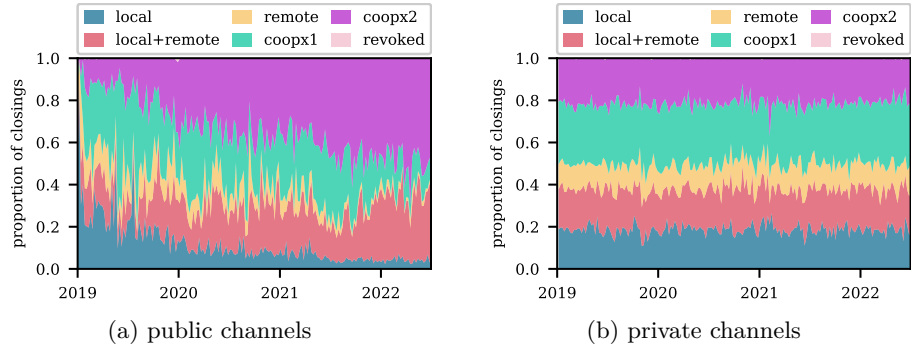 local remote coopx2
local+remote coopx1 revoked
proportion of closings
1.0
0.8
0.6
0.4
0.2
0.0
2019 2020 2021 2022
(a) public channels
local remote coopx2
local+remote coopx1 revoked
proportion of closings
1.0
0.8
0.6
0.4
0.2
0.0
2019 2020 2021 2022
(b) private channels